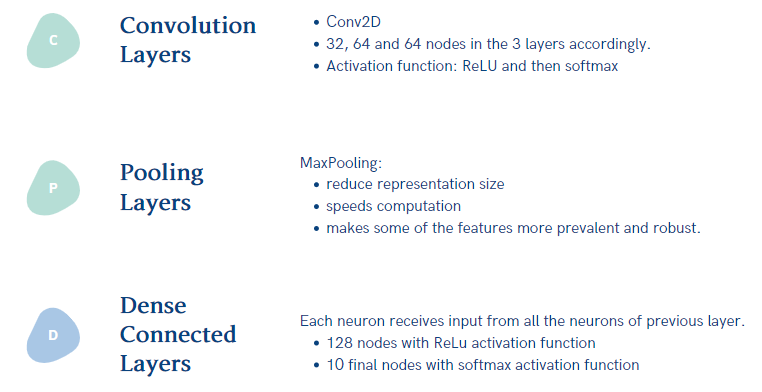 C
Convolution
Layers
• Conv2D
• 32, 64 and 64 nodes in the 3 layers accordingly.
• Activation function: ReLU and then softmax
P
Pooling
Layers
MaxPooling:
• reduce representation size
• speeds computation
• makes some of the features more prevalent and robust.
D
Dense
Connected
Layers
Each neuron receives input from all the neurons of previous layer.
• 128 nodes with ReLu activation function
• 10 final nodes with softmax activation function